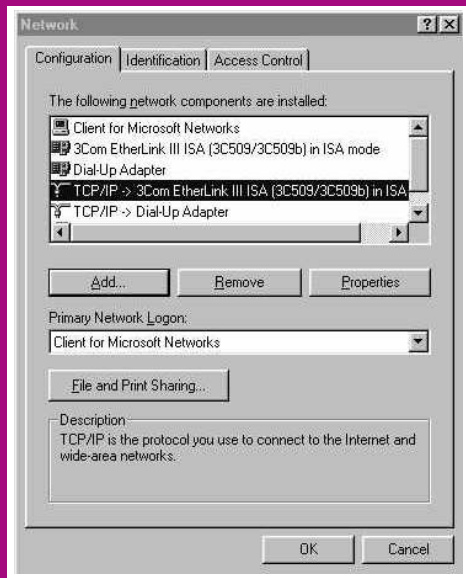 Network
Configuration Identification Access Control
The following network components are installed:
Client for Microsoft Networks
3Com EtherLink III ISA (3C509/3C509b) in ISA mode
Dial-Up Adapter
TCP/IP -> 3Com EtherLink III ISA (3C509/3C509b) in ISA
TCP/IP -> Dial-Up Adapter
Add... Remove Properties
Primary Network Logon:
Client for Microsoft Networks
File and Print Sharing...
Description
TCP/IP is the protocol you use to connect to the Internet and
wide-area networks.
OK Cancel